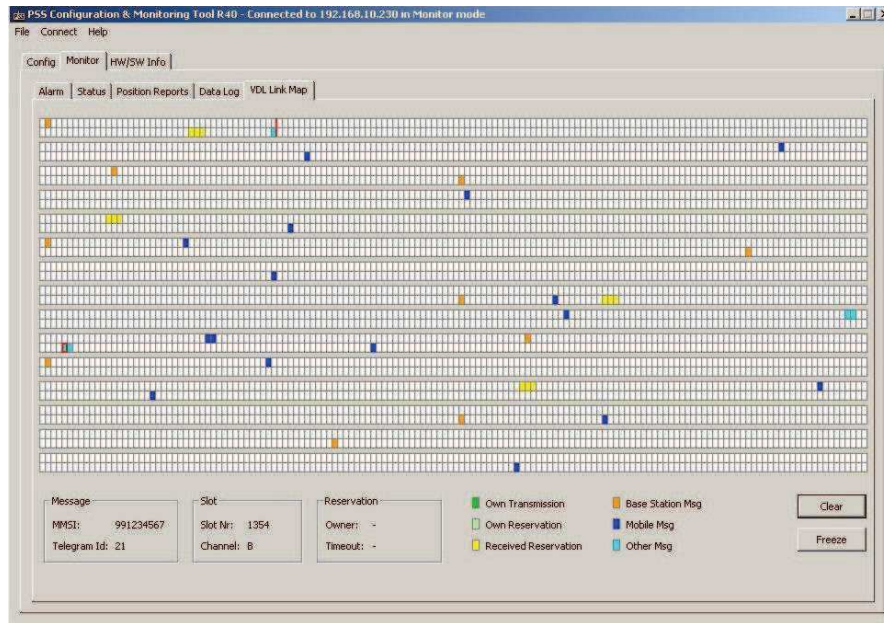 PSS Configuration & Monitoring Tool R40 - Connected to 192.168.10.230 in Monitor mode
File Connect Help
Config Monitor HW/SW Info
Alarm Status Position Reports Data Log VDL Link Map
Message
MMSI: 991234567
Telegram Id: 21
Slot
Slot Nr: 1354
Channel: B
Reservation
Owner: -
Timeout: -
Own Transmission
Own Reservation
Received Reservation
Base Station Msg
Mobile Msg
Other Msg
Clear
Freeze